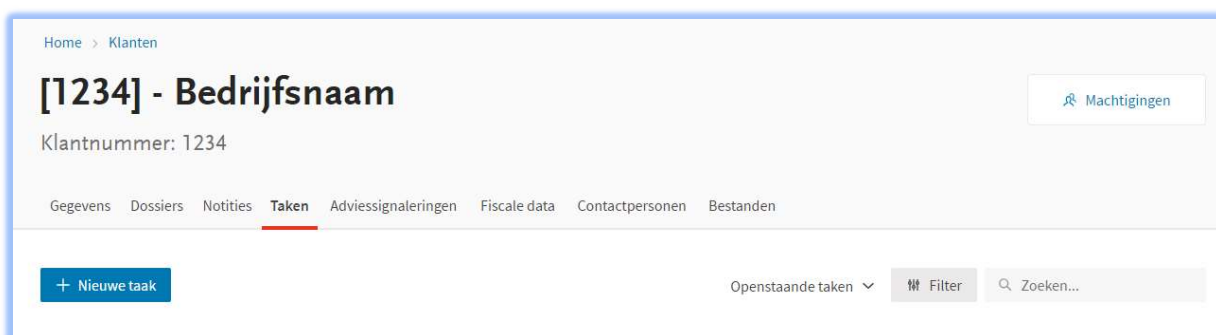 Home > Klanten
[1234] - Bedrijfsnaam
Machtigingen
Klantnummer: 1234
Gegevens Dossiers Notities Taken Adviessignaleringen Fiscale data Contactpersonen Bestanden
+ Nieuwe taak Openstaande taken Filter Zoeken...